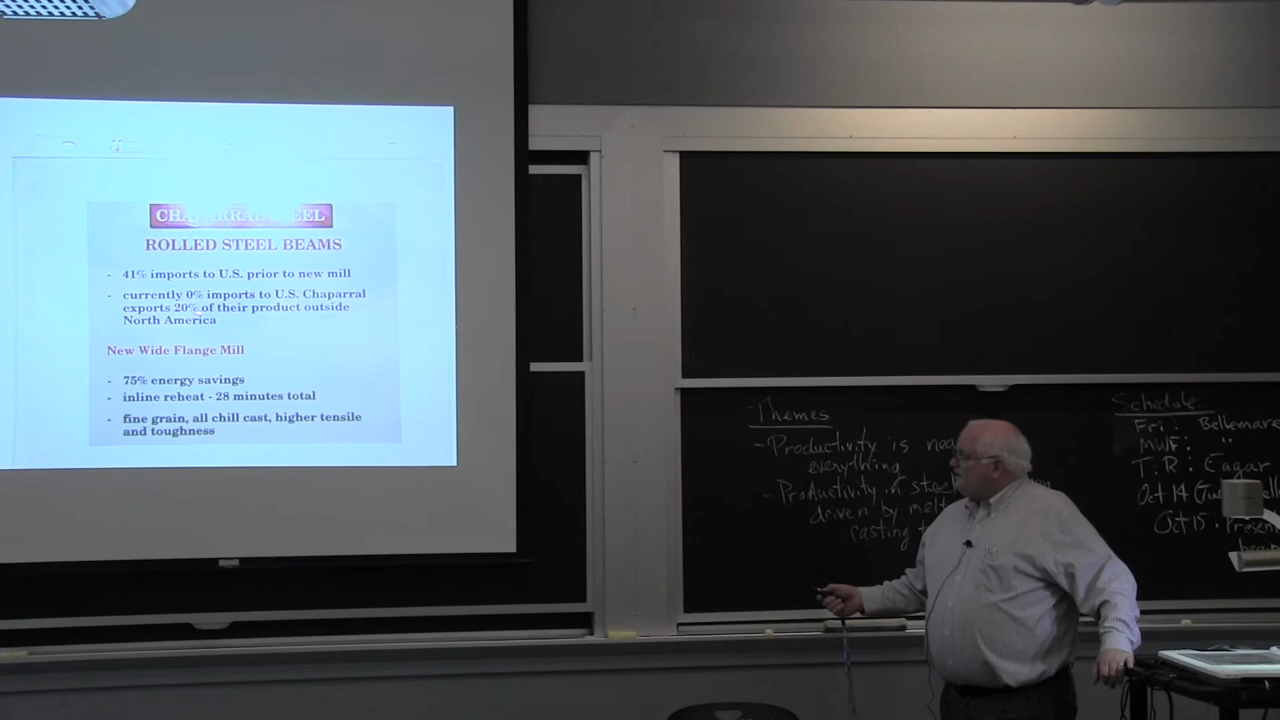 CHAPARRAL STEEL
ROLLED STEEL BEAMS
- 41% imports to U.S. prior to new mill
- currently 0% imports to U.S. Chaparral
exports 20% of their product outside
North America
New Wide Flange Mill
- 75% energy savings
- inline reheat - 28 minutes total
- fine grain, all chill cast, higher tensile
and toughness
Themes
- Productivity is
everything
- Productivity in steel
driven by melt
casting
Schedule:
Fri: Bellemare
MWF: "
T:R: Eagar
Oct 14
Oct 15 -